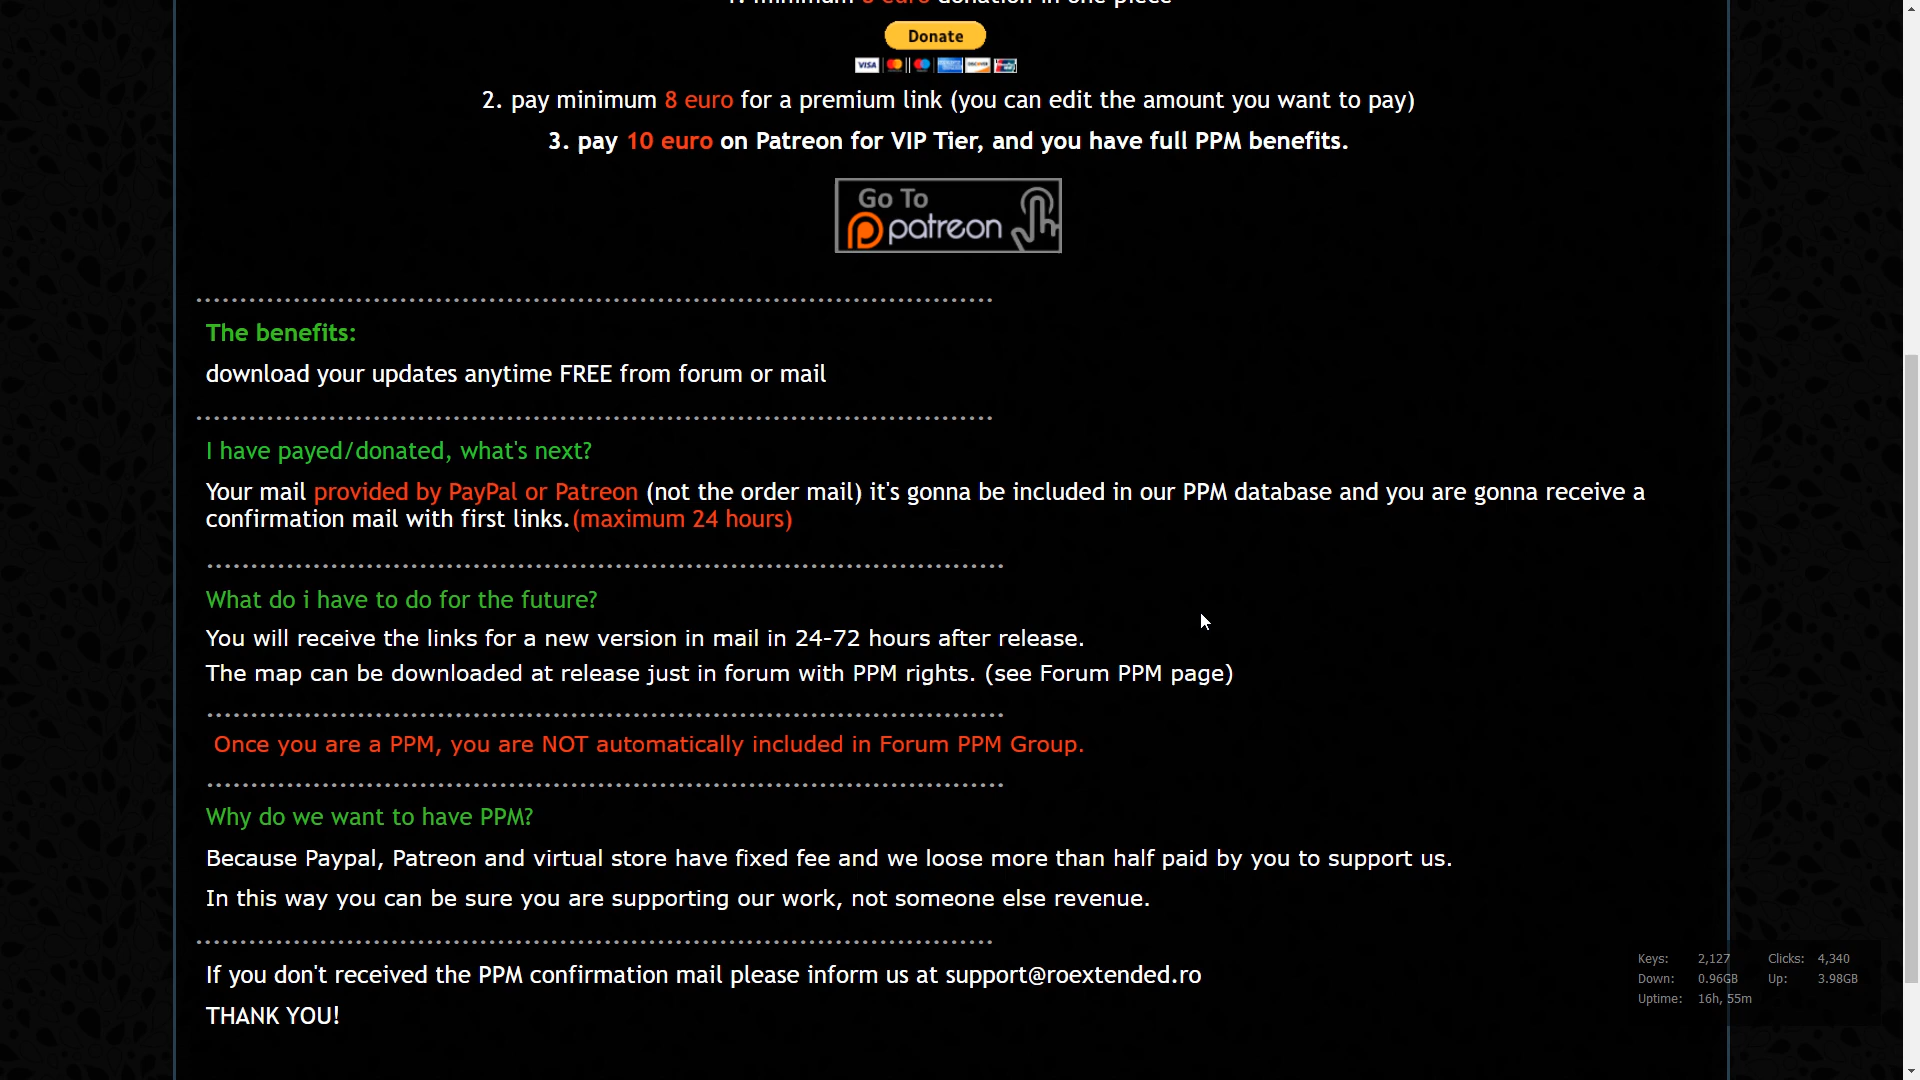 1. minimum 8 euro donation in one piece
Donate
VISA
2. pay minimum 8 euro for a premium link (you can edit the amount you want to pay)
3. pay 10 euro on Patreon for VIP Tier, and you have full PPM benefits.
Go To
patreon
The benefits:
download your updates anytime FREE from forum or mail
I have payed/donated, what's next?
Your mail provided by PayPal or Patreon (not the order mail) it's gonna be included in our PPM database and you are gonna receive a
confirmation mail with first links.(maximum 24 hours)
What do i have to do for the future?
You will receive the links for a new version in mail in 24-72 hours after release.
The map can be downloaded at release just in forum with PPM rights. (see Forum PPM page)
Once you are a PPM, you are NOT automatically included in Forum PPM Group.
Why do we want to have PPM?
Because Paypal, Patreon and virtual store have fixed fee and we loose more than half paid by you to support us.
In this way you can be sure you are supporting our work, not someone else revenue.
If you don't received the PPM confirmation mail please inform us at support@roextended.ro
THANK YOU!
Keys: 2,127 Clicks: 4,340
Down: 0.96GB Up: 3.98GB
Uptime: 16h, 55m